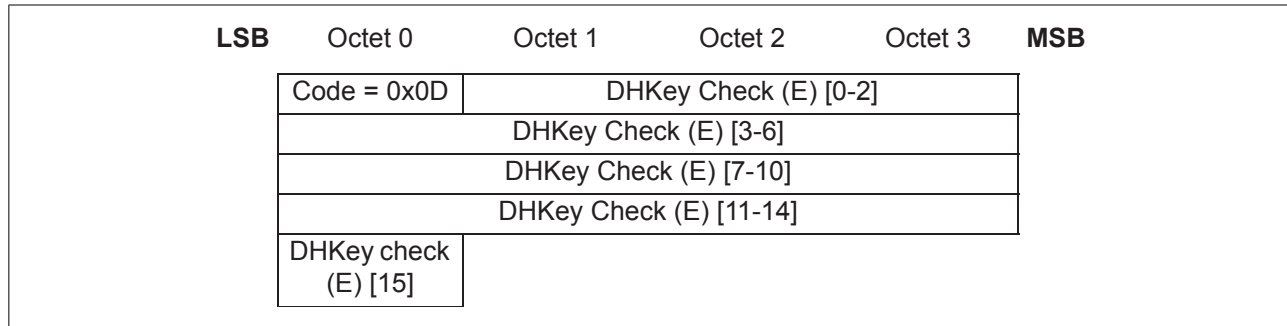 LSB Octet 0 Octet 1 Octet 2 Octet 3 MSB
Code = 0x0D DHKey Check (E) [0-2]
DHKey Check (E) [3-6]
DHKey Check (E) [7-10]
DHKey Check (E) [11-14]
DHKey check
(E) [15]